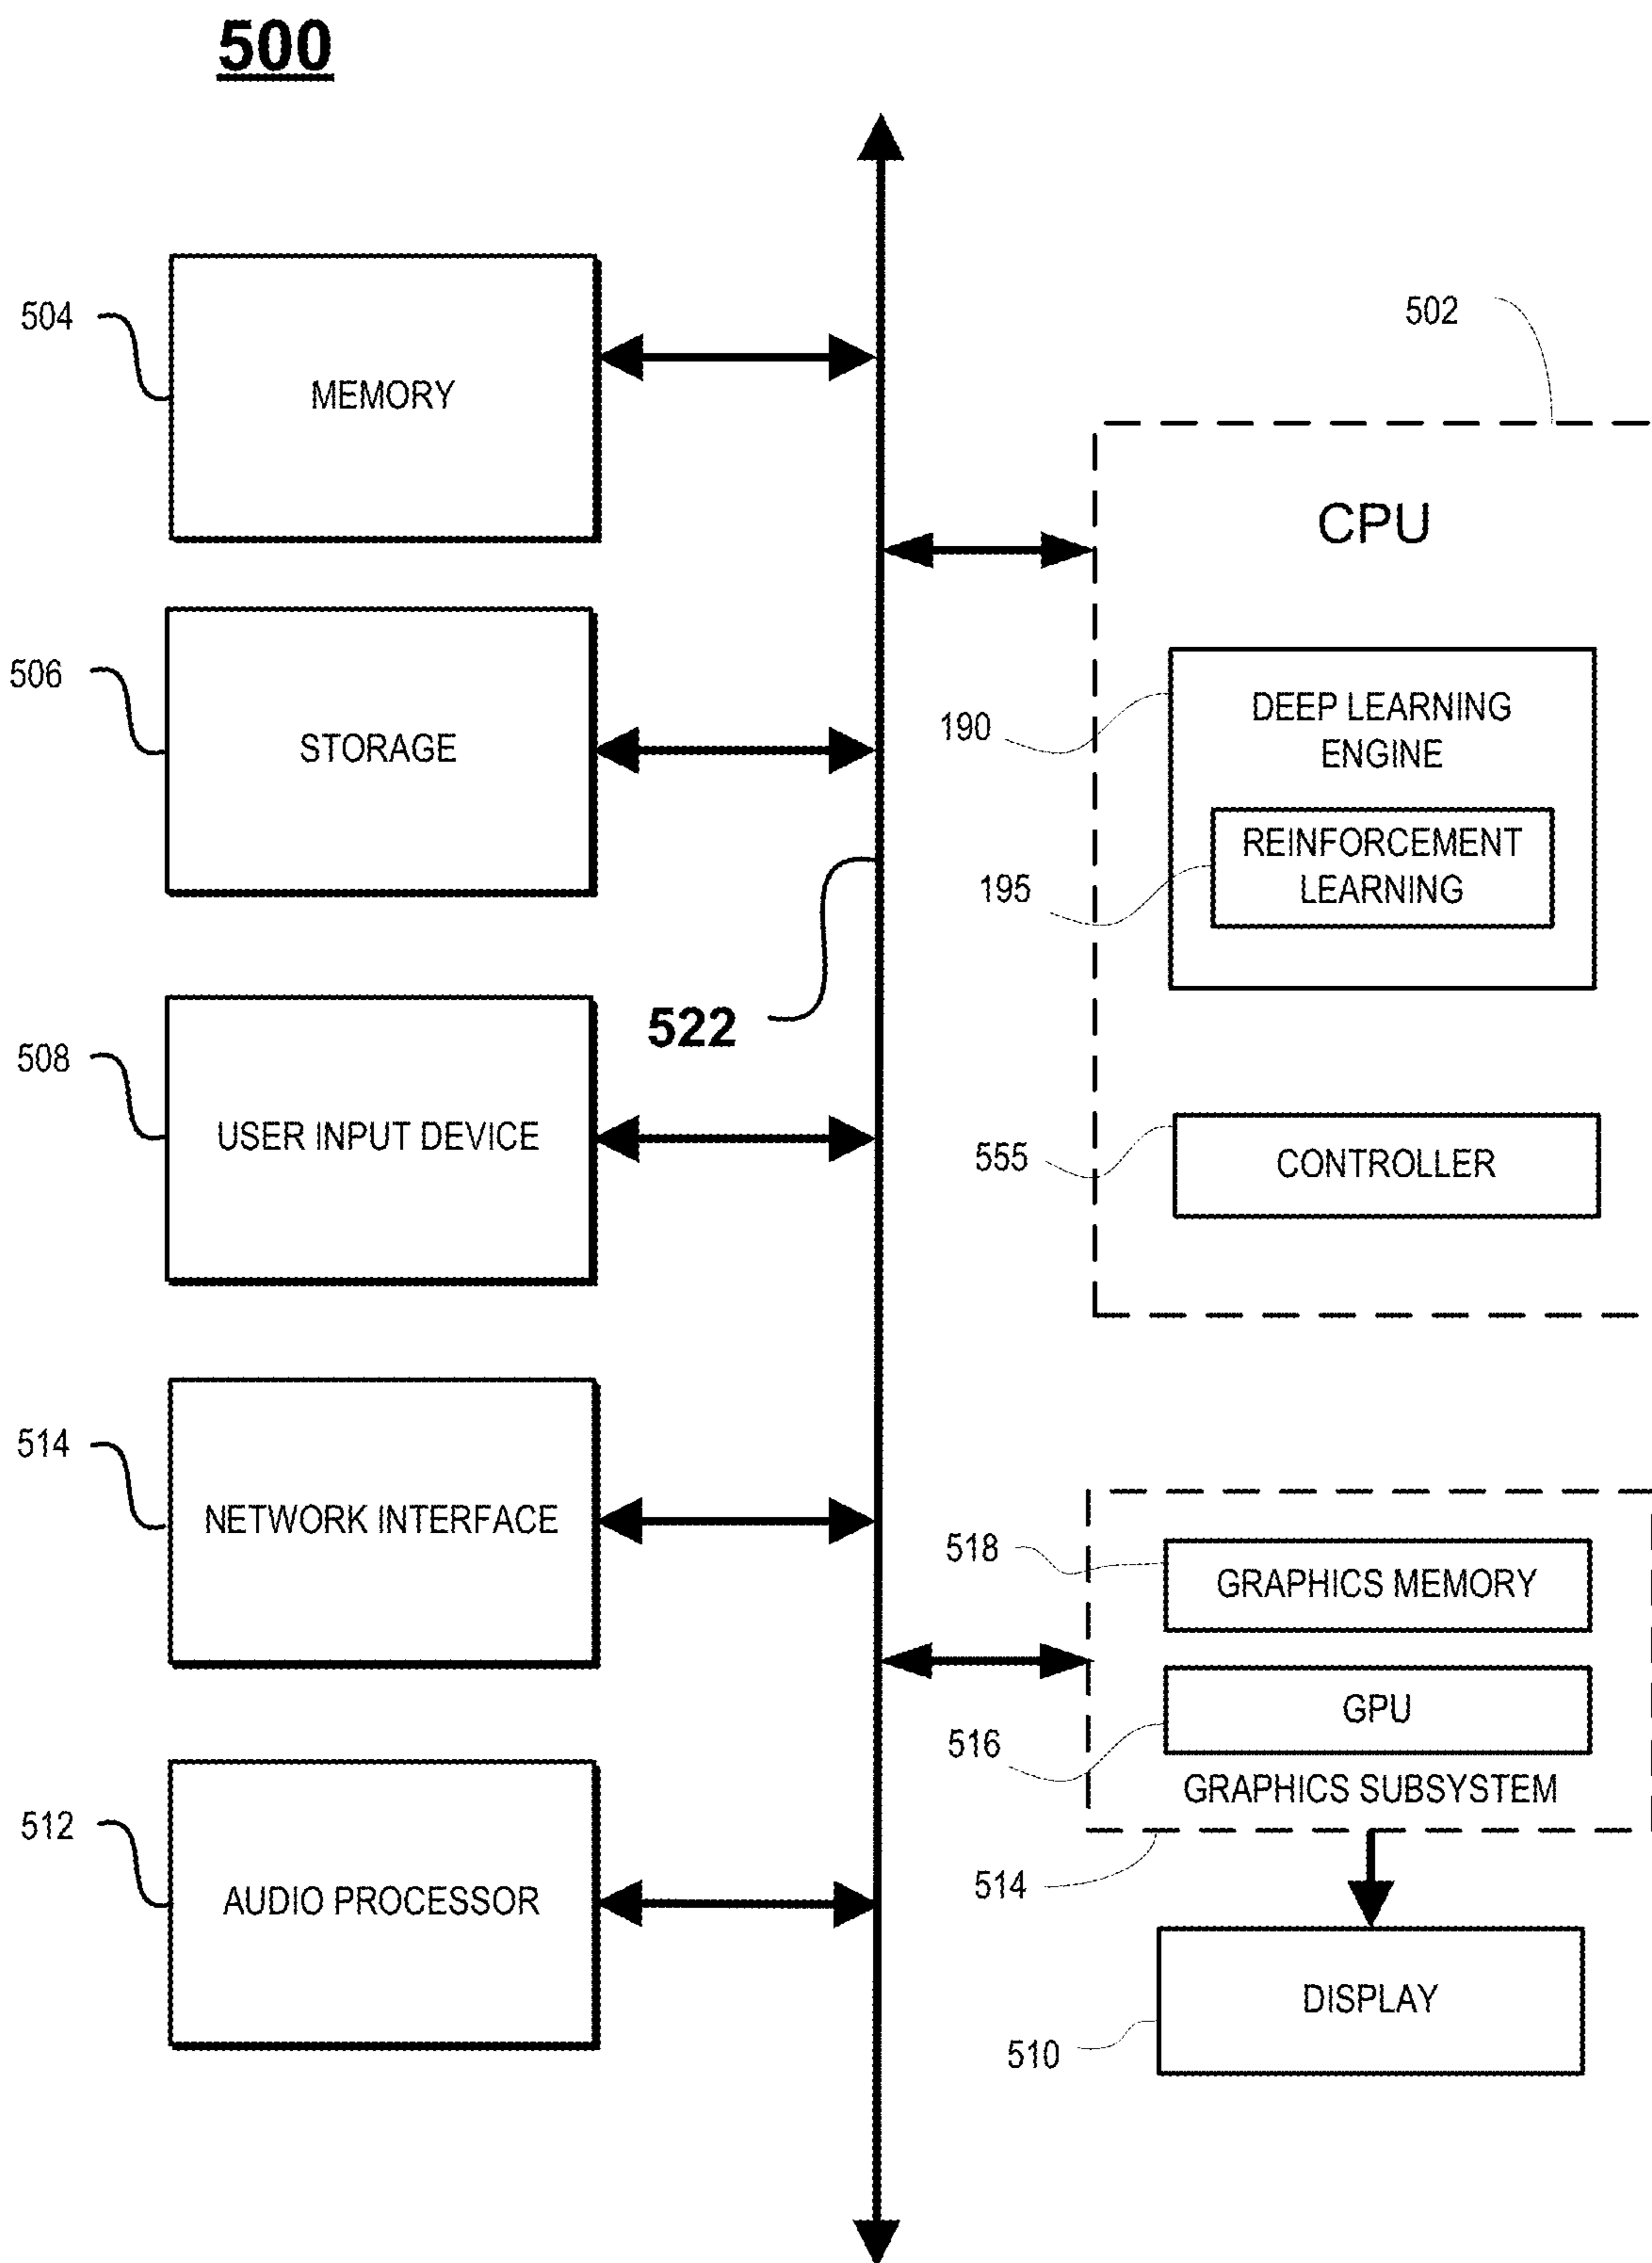 500
504
MEMORY
502
CPU
506
STORAGE
190
DEEP LEARNING
ENGINE
195
REINFORCEMENT
LEARNING
522
508
USER INPUT DEVICE
555
CONTROLLER
514
NETWORK INTERFACE
518
GRAPHICS MEMORY
516
GPU
GRAPHICS SUBSYSTEM
514
512
AUDIO PROCESSOR
510
DISPLAY